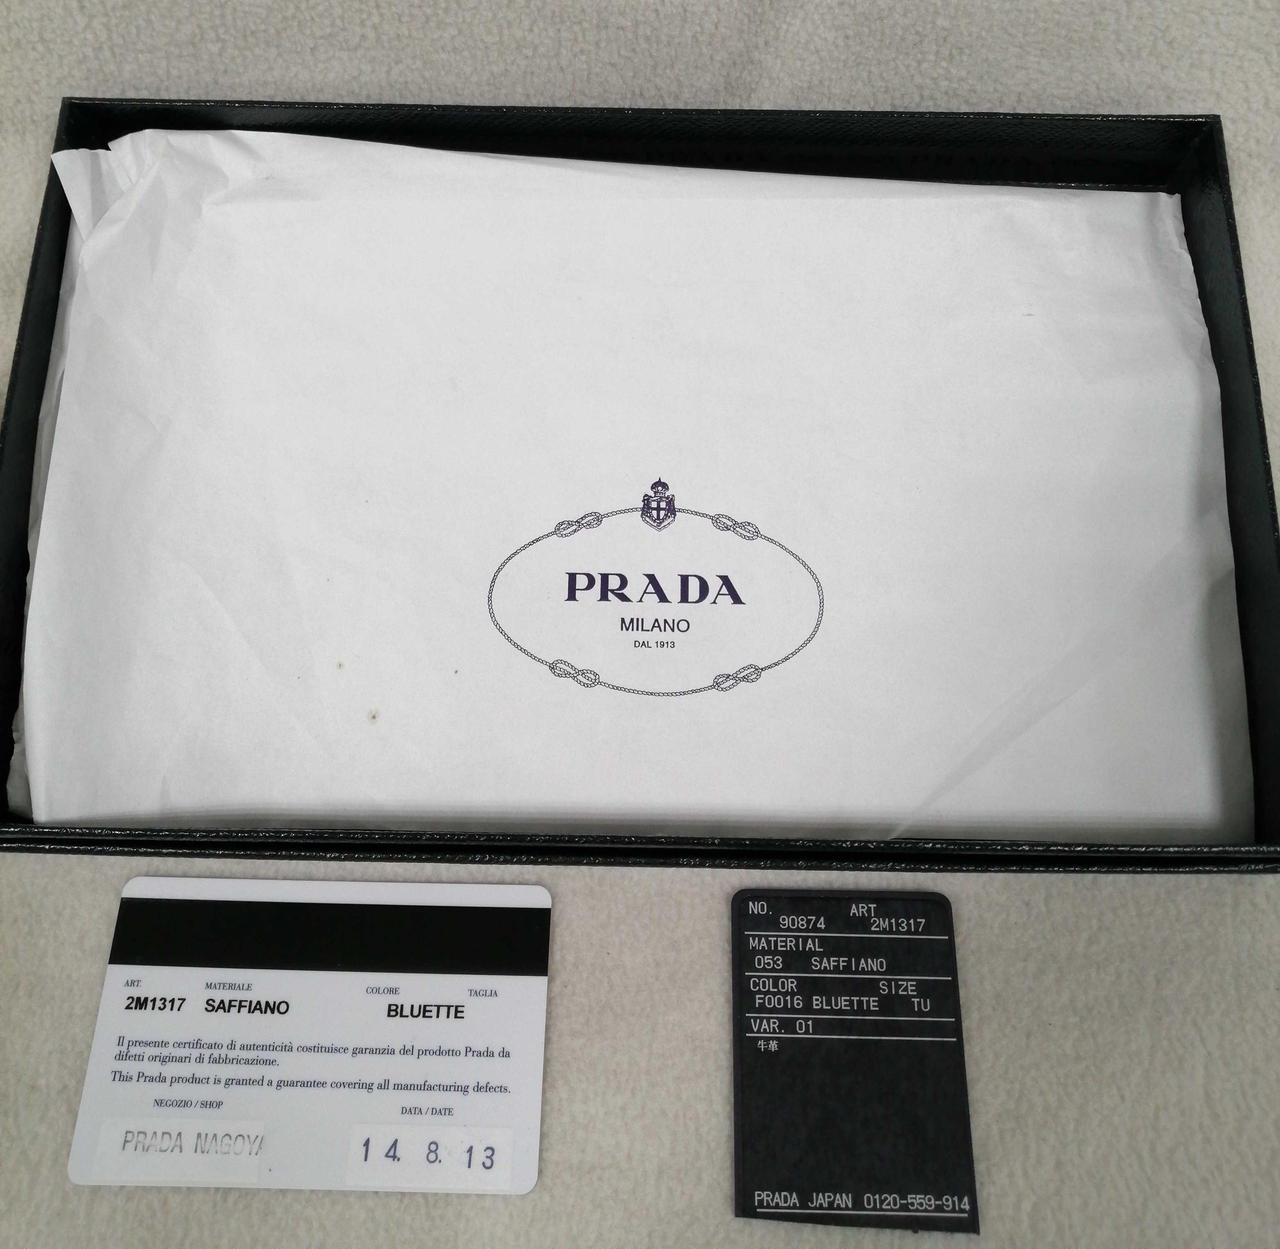 PRADA
MILANO
DAL 1913
ART. MATERIALE COLORE TAGLIA
2M1317 SAFFIANO BLUETTE
Il presente certificato di autenticità costituisce garanzia del prodotto Prada da
difetti originari di fabbricazione.
This Prada product is granted a guarantee covering all manufacturing defects.
NEGOZIO / SHOP DATA / DATE
PRADA NAGOYA 14. 8. 13
NO. ART
90874 2M1317
MATERIAL
053 SAFFIANO
COLOR SIZE
F0016 BLUETTE TU
VAR. 01
牛革
PRADA JAPAN 0120-559-914